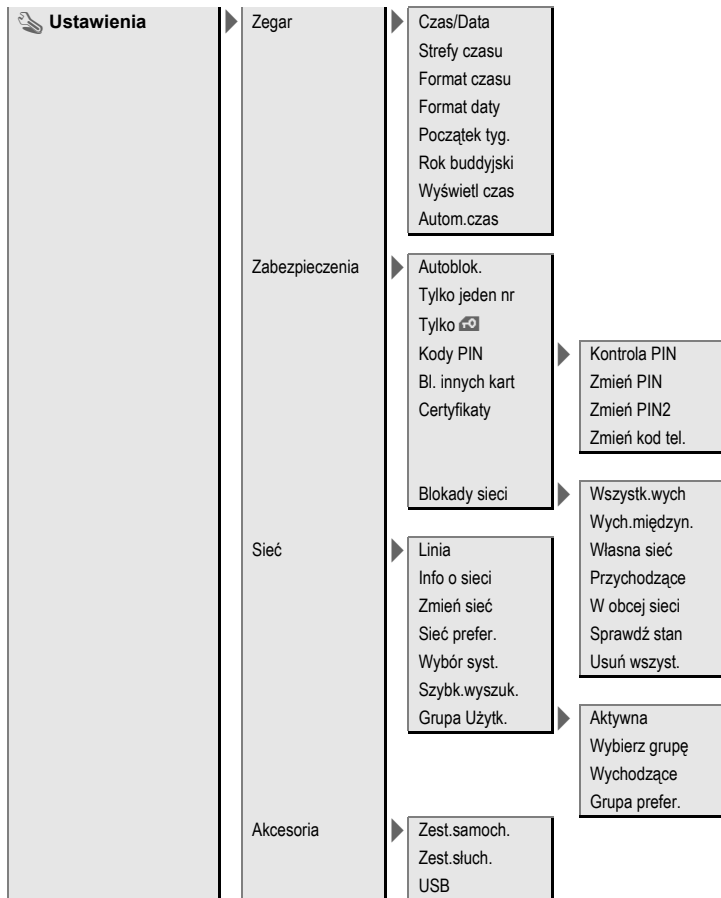 Ustawienia
Zegar
Czas/Data
Strefy czasu
Format czasu
Format daty
Początek tyg.
Rok buddyjski
Wyświetl czas
Autom.czas
Zabezpieczenia
Autoblok.
Tylko jeden nr
Tylko
Kody PIN
Kontrola PIN
Zmień PIN
Zmień PIN2
Zmień kod tel.
Bl. innych kart
Certyfikaty
Blokady sieci
Wszystk.wych
Wych.międzyn.
Własna sieć
Przychodzące
W obcej sieci
Sprawdź stan
Usuń wszyst.
Sieć
Linia
Info o sieci
Zmień sieć
Sieć prefer.
Wybór syst.
Szybk.wyszuk.
Grupa Użytk.
Aktywna
Wybierz grupę
Wychodzące
Grupa prefer.
Akcesoria
Zest.samoch.
Zest.słuch.
USB